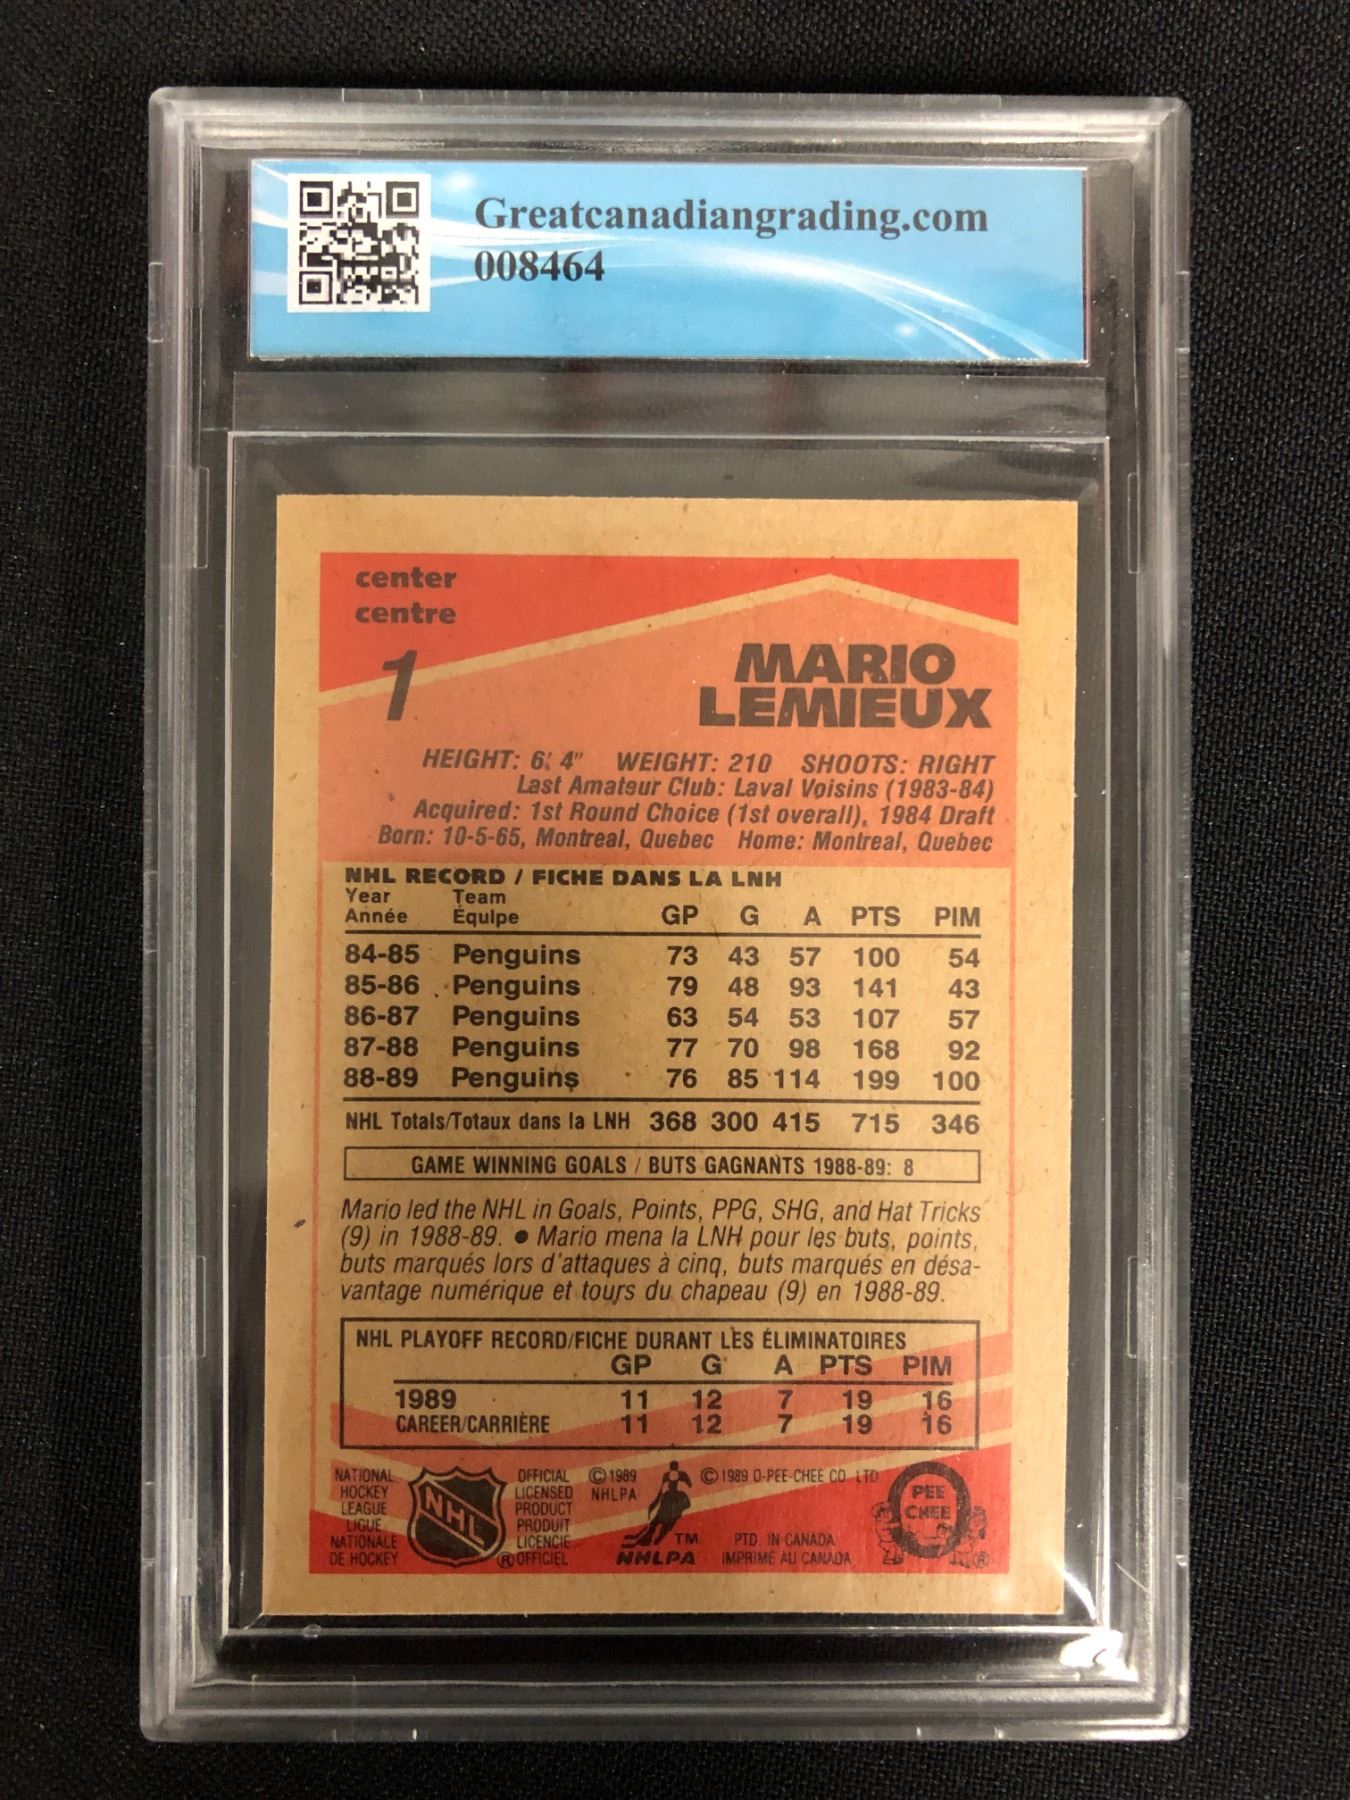 Greatcanadiangrading.com
008464
center
centre
1
MARIO
LEMIEUX
HEIGHT: 6' 4" WEIGHT: 210 SHOOTS: RIGHT
Last Amateur Club: Laval Voisins (1983-84)
Acquired: 1st Round Choice (1st overall), 1984 Draft
Born: 10-5-65, Montreal, Quebec Home: Montreal, Quebec
NHL RECORD / FICHE DANS LA LNH
Year Team
Année Équipe GP G A PTS PIM
84-85 Penguins 73 43 57 100 54
85-86 Penguins 79 48 93 141 43
86-87 Penguins 63 54 53 107 57
87-88 Penguins 77 70 98 168 92
88-89 Penguins 76 85 114 199 100
NHL Totals/Totaux dans la LNH 368 300 415 715 346
GAME WINNING GOALS / BUTS GAGNANTS 1988-89: 8
Mario led the NHL in Goals, Points, PPG, SHG, and Hat Tricks
(9) in 1988-89. ● Mario mena la LNH pour les buts, points,
buts marqués lors d'attaques à cinq, buts marqués en désa-
vantage numérique et tours du chapeau (9) en 1988-89.
NHL PLAYOFF RECORD/FICHE DURANT LES ÉLIMINATOIRES
GP G A PTS PIM
1989 11 12 7 19 16
CAREER/CARRIÈRE 11 12 7 19 16
NATIONAL
HOCKEY
LEAGUE
LIGUE
NATIONALE
DE HOCKEY
NHL
®
OFFICIAL
LICENSED
PRODUCT
PRODUIT
LICENCIÉ
OFFICIEL
© 1989
NHLPA
TM
NHLPA
© 1989 O-PEE-CHEE CO. LTD.
PTD. IN CANADA
IMPRIMÉ AU CANADA
O
PEE
CHEE
®